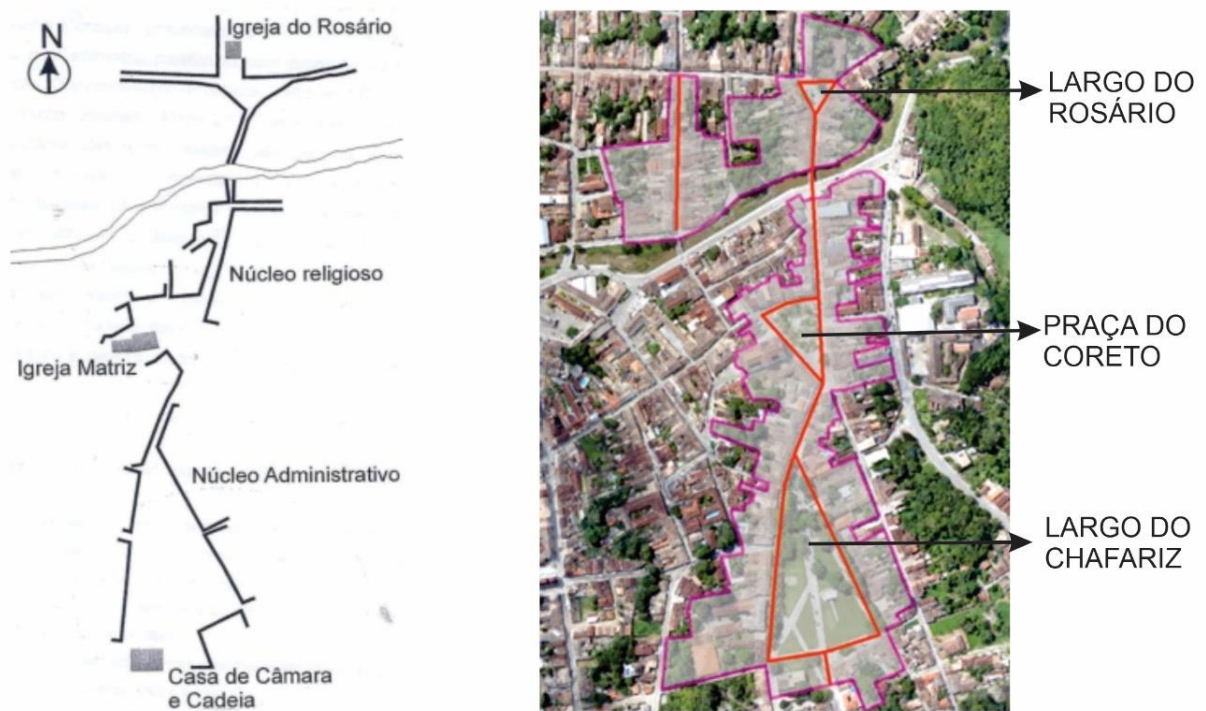 N
Igreja do Rosário
Núcleo religioso
Igreja Matriz
Núcleo Administrativo
Casa de Câmara
e Cadeia
LARGO DO
ROSÁRIO
PRAÇA DO
CORETO
LARGO DO
CHAFARIZ